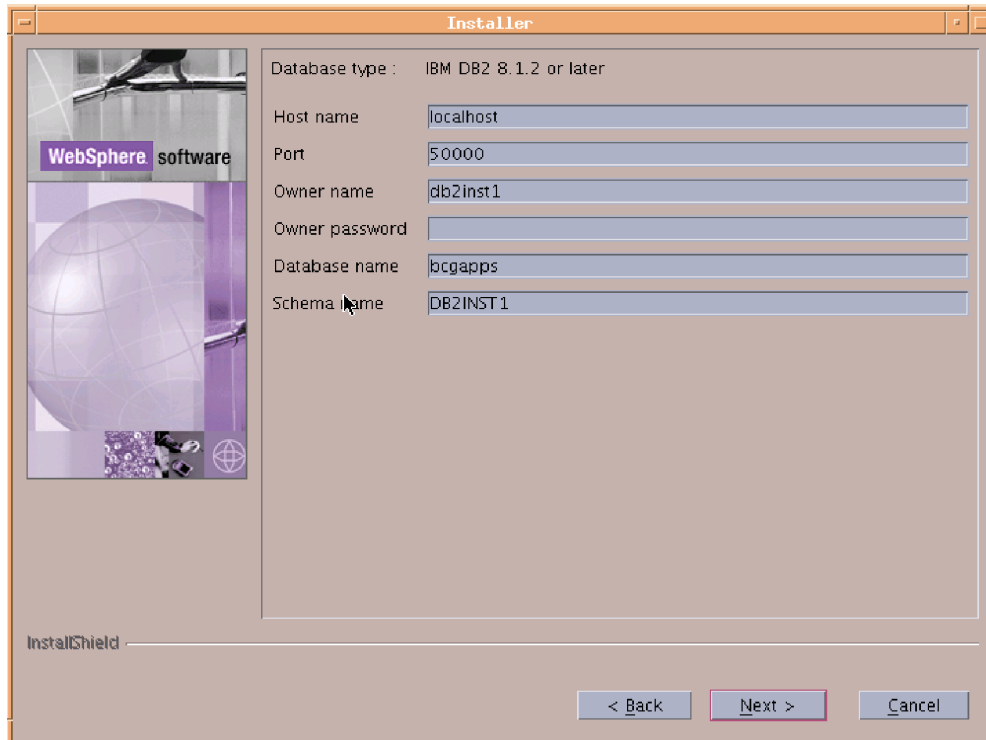 Installer
WebSphere software
Database type : IBM DB2 8.1.2 or later
Host name localhost
Port 50000
Owner name db2inst1
Owner password
Database name bcgapps
Schema name DB2INST1
InstallShield
< Back Next > Cancel